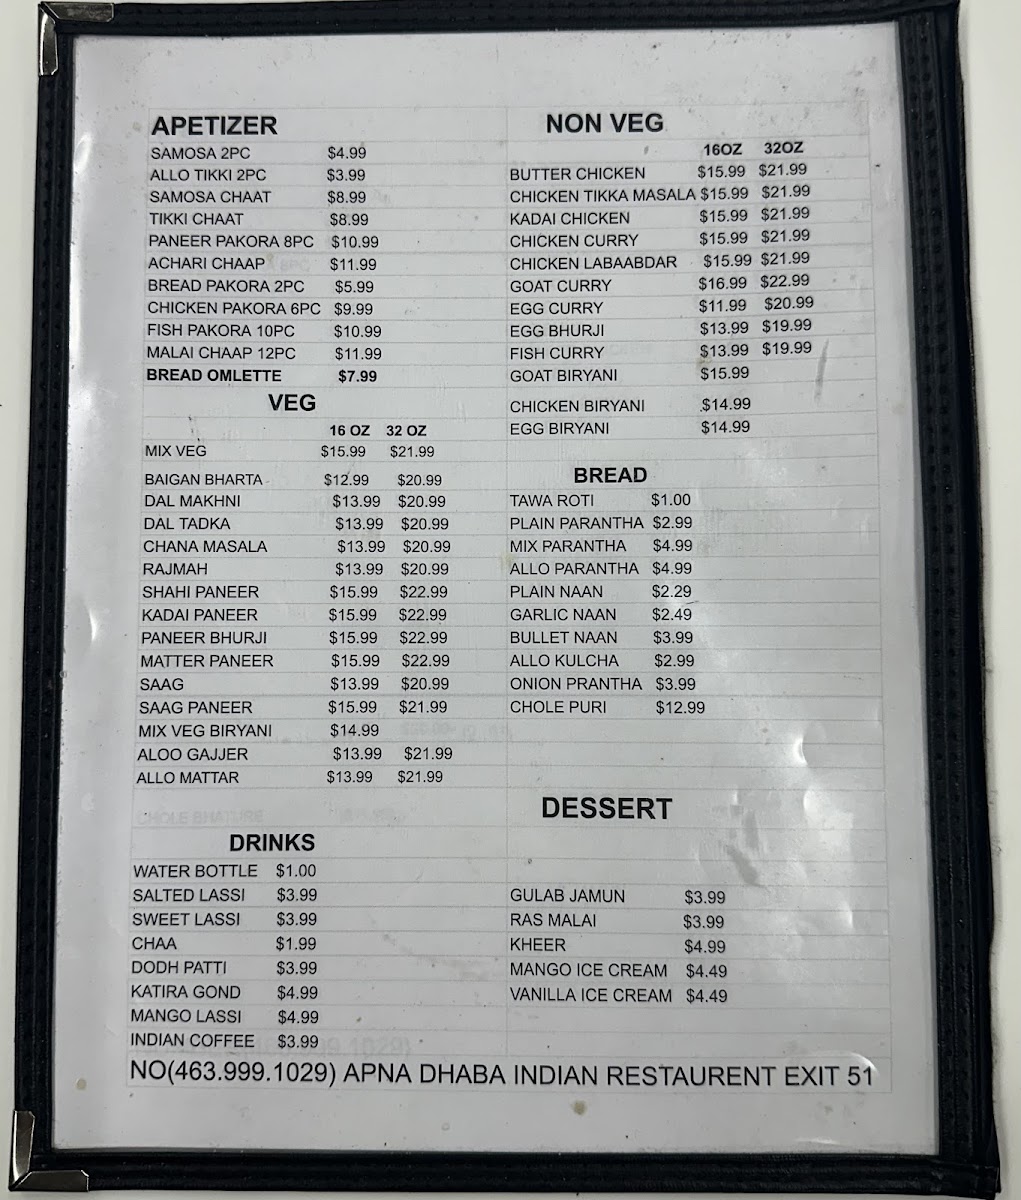 APETIZER
SAMOSA 2PC $4.99
ALLO TIKKI 2PC $3.99
SAMOSA CHAAT $8.99
TIKKI CHAAT $8.99
PANEER PAKORA 8PC $10.99
ACHARI CHAAP $11.99
BREAD PAKORA 2PC $5.99
CHICKEN PAKORA 6PC $9.99
FISH PAKORA 10PC $10.99
MALAI CHAAP 12PC $11.99
BREAD OMLETTE $7.99
VEG
16 OZ 32 OZ
MIX VEG $15.99 $21.99
BAIGAN BHARTA $12.99 $20.99
DAL MAKHNI $13.99 $20.99
DAL TADKA $13.99 $20.99
CHANA MASALA $13.99 $20.99
RAJMAH $13.99 $20.99
SHAHI PANEER $15.99 $22.99
KADAI PANEER $15.99 $22.99
PANEER BHURJI $15.99 $22.99
MATTER PANEER $15.99 $22.99
SAAG $13.99 $20.99
SAAG PANEER $15.99 $21.99
MIX VEG BIRYANI $14.99
ALOO GAJJER $13.99 $21.99
ALLO MATTAR $13.99 $21.99
DRINKS
WATER BOTTLE $1.00
SALTED LASSI $3.99
SWEET LASSI $3.99
CHAA $1.99
DODH PATTI $3.99
KATIRA GOND $4.99
MANGO LASSI $4.99
INDIAN COFFEE $3.99
NON VEG
16OZ 32OZ
BUTTER CHICKEN $15.99 $21.99
CHICKEN TIKKA MASALA $15.99 $21.99
KADAI CHICKEN $15.99 $21.99
CHICKEN CURRY $15.99 $21.99
CHICKEN LABAABDAR $15.99 $21.99
GOAT CURRY $16.99 $22.99
EGG CURRY $11.99 $20.99
EGG BHURJI $13.99 $19.99
FISH CURRY $13.99 $19.99
GOAT BIRYANI $15.99
CHICKEN BIRYANI $14.99
EGG BIRYANI $14.99
BREAD
TAWA ROTI $1.00
PLAIN PARANTHA $2.99
MIX PARANTHA $4.99
ALLO PARANTHA $4.99
PLAIN NAAN $2.29
GARLIC NAAN $2.49
BULLET NAAN $3.99
ALLO KULCHA $2.99
ONION PRANTHA $3.99
CHOLE PURI $12.99
DESSERT
GULAB JAMUN $3.99
RAS MALAI $3.99
KHEER $4.99
MANGO ICE CREAM $4.49
VANILLA ICE CREAM $4.49
NO(463.999.1029) APNA DHABA INDIAN RESTAURENT EXIT 51